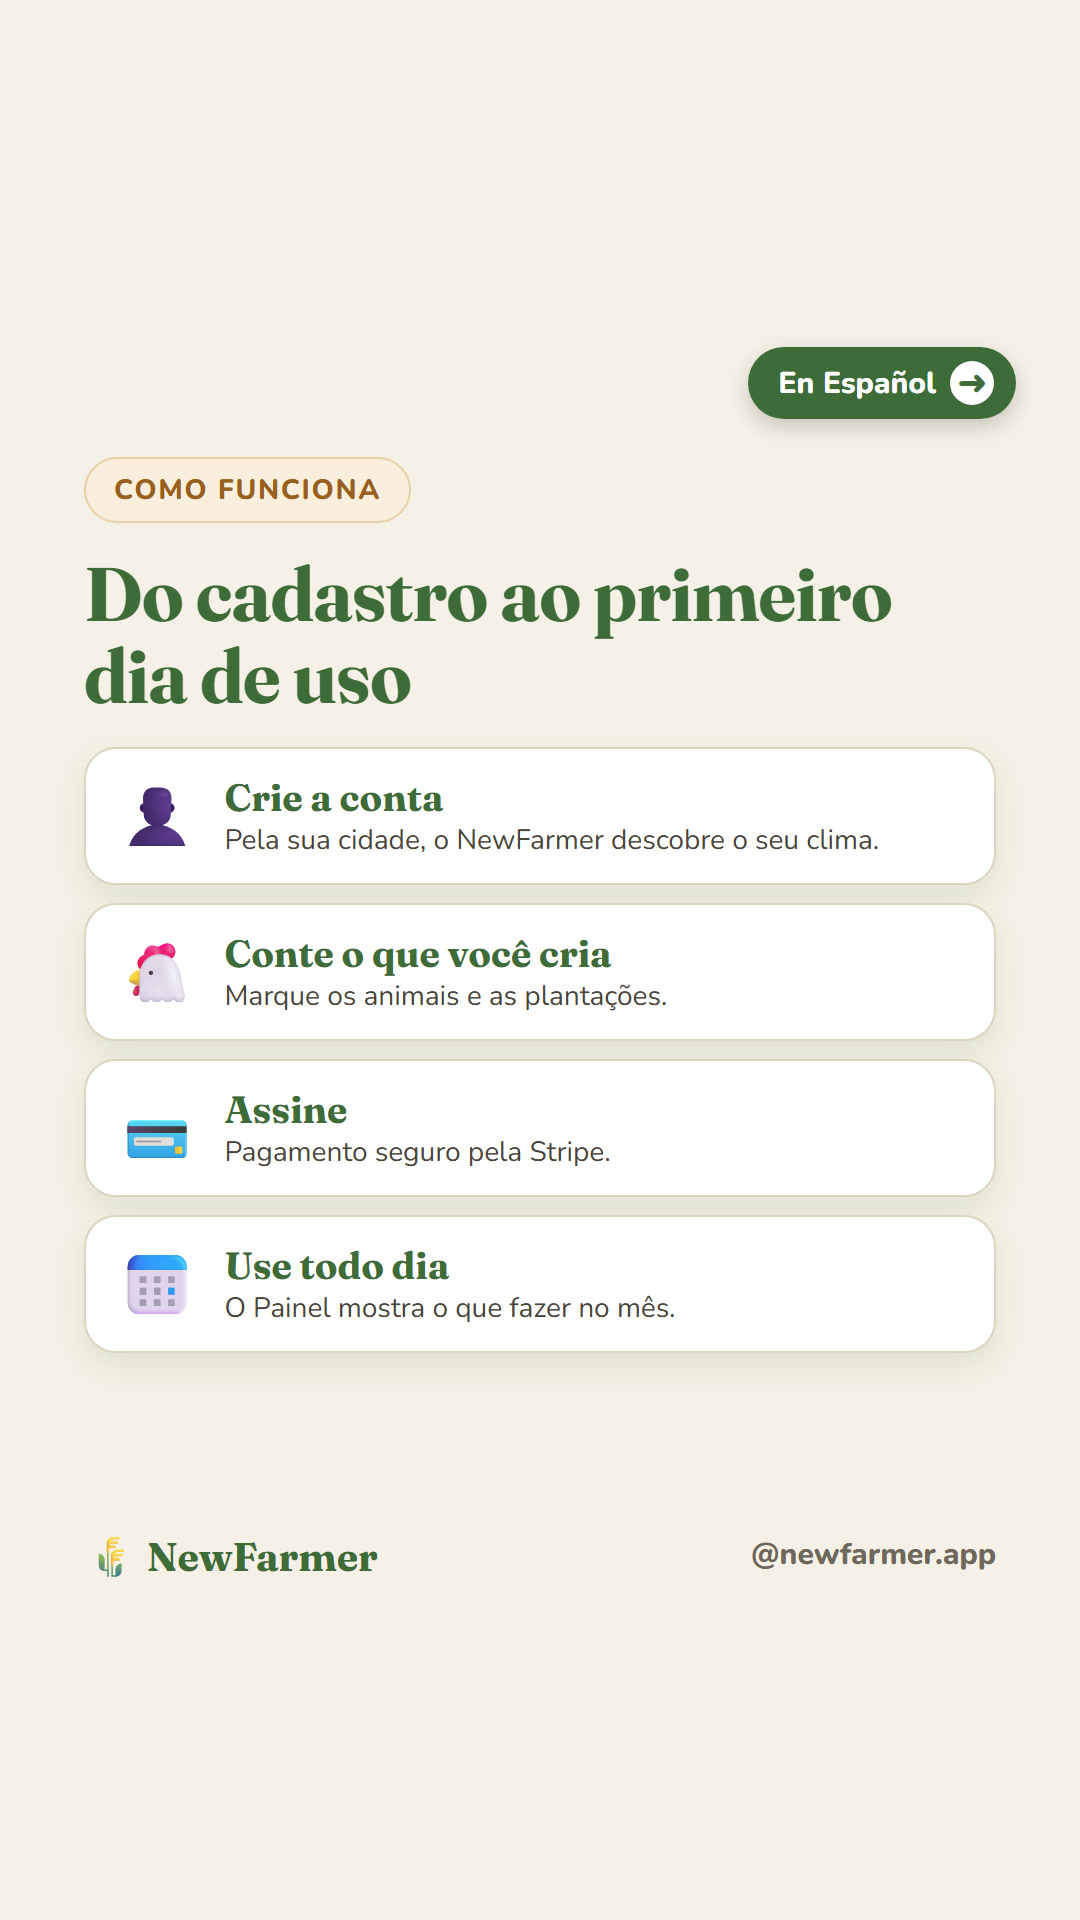 En Español
COMO FUNCIONA
Do cadastro ao primeiro
dia de uso
Crie a conta
Pela sua cidade, o NewFarmer descobre o seu clima.
Conte o que você cria
Marque os animais e as plantações.
Assine
Pagamento seguro pela Stripe.
Use todo dia
O Painel mostra o que fazer no mês.
NewFarmer
@newfarmer.app